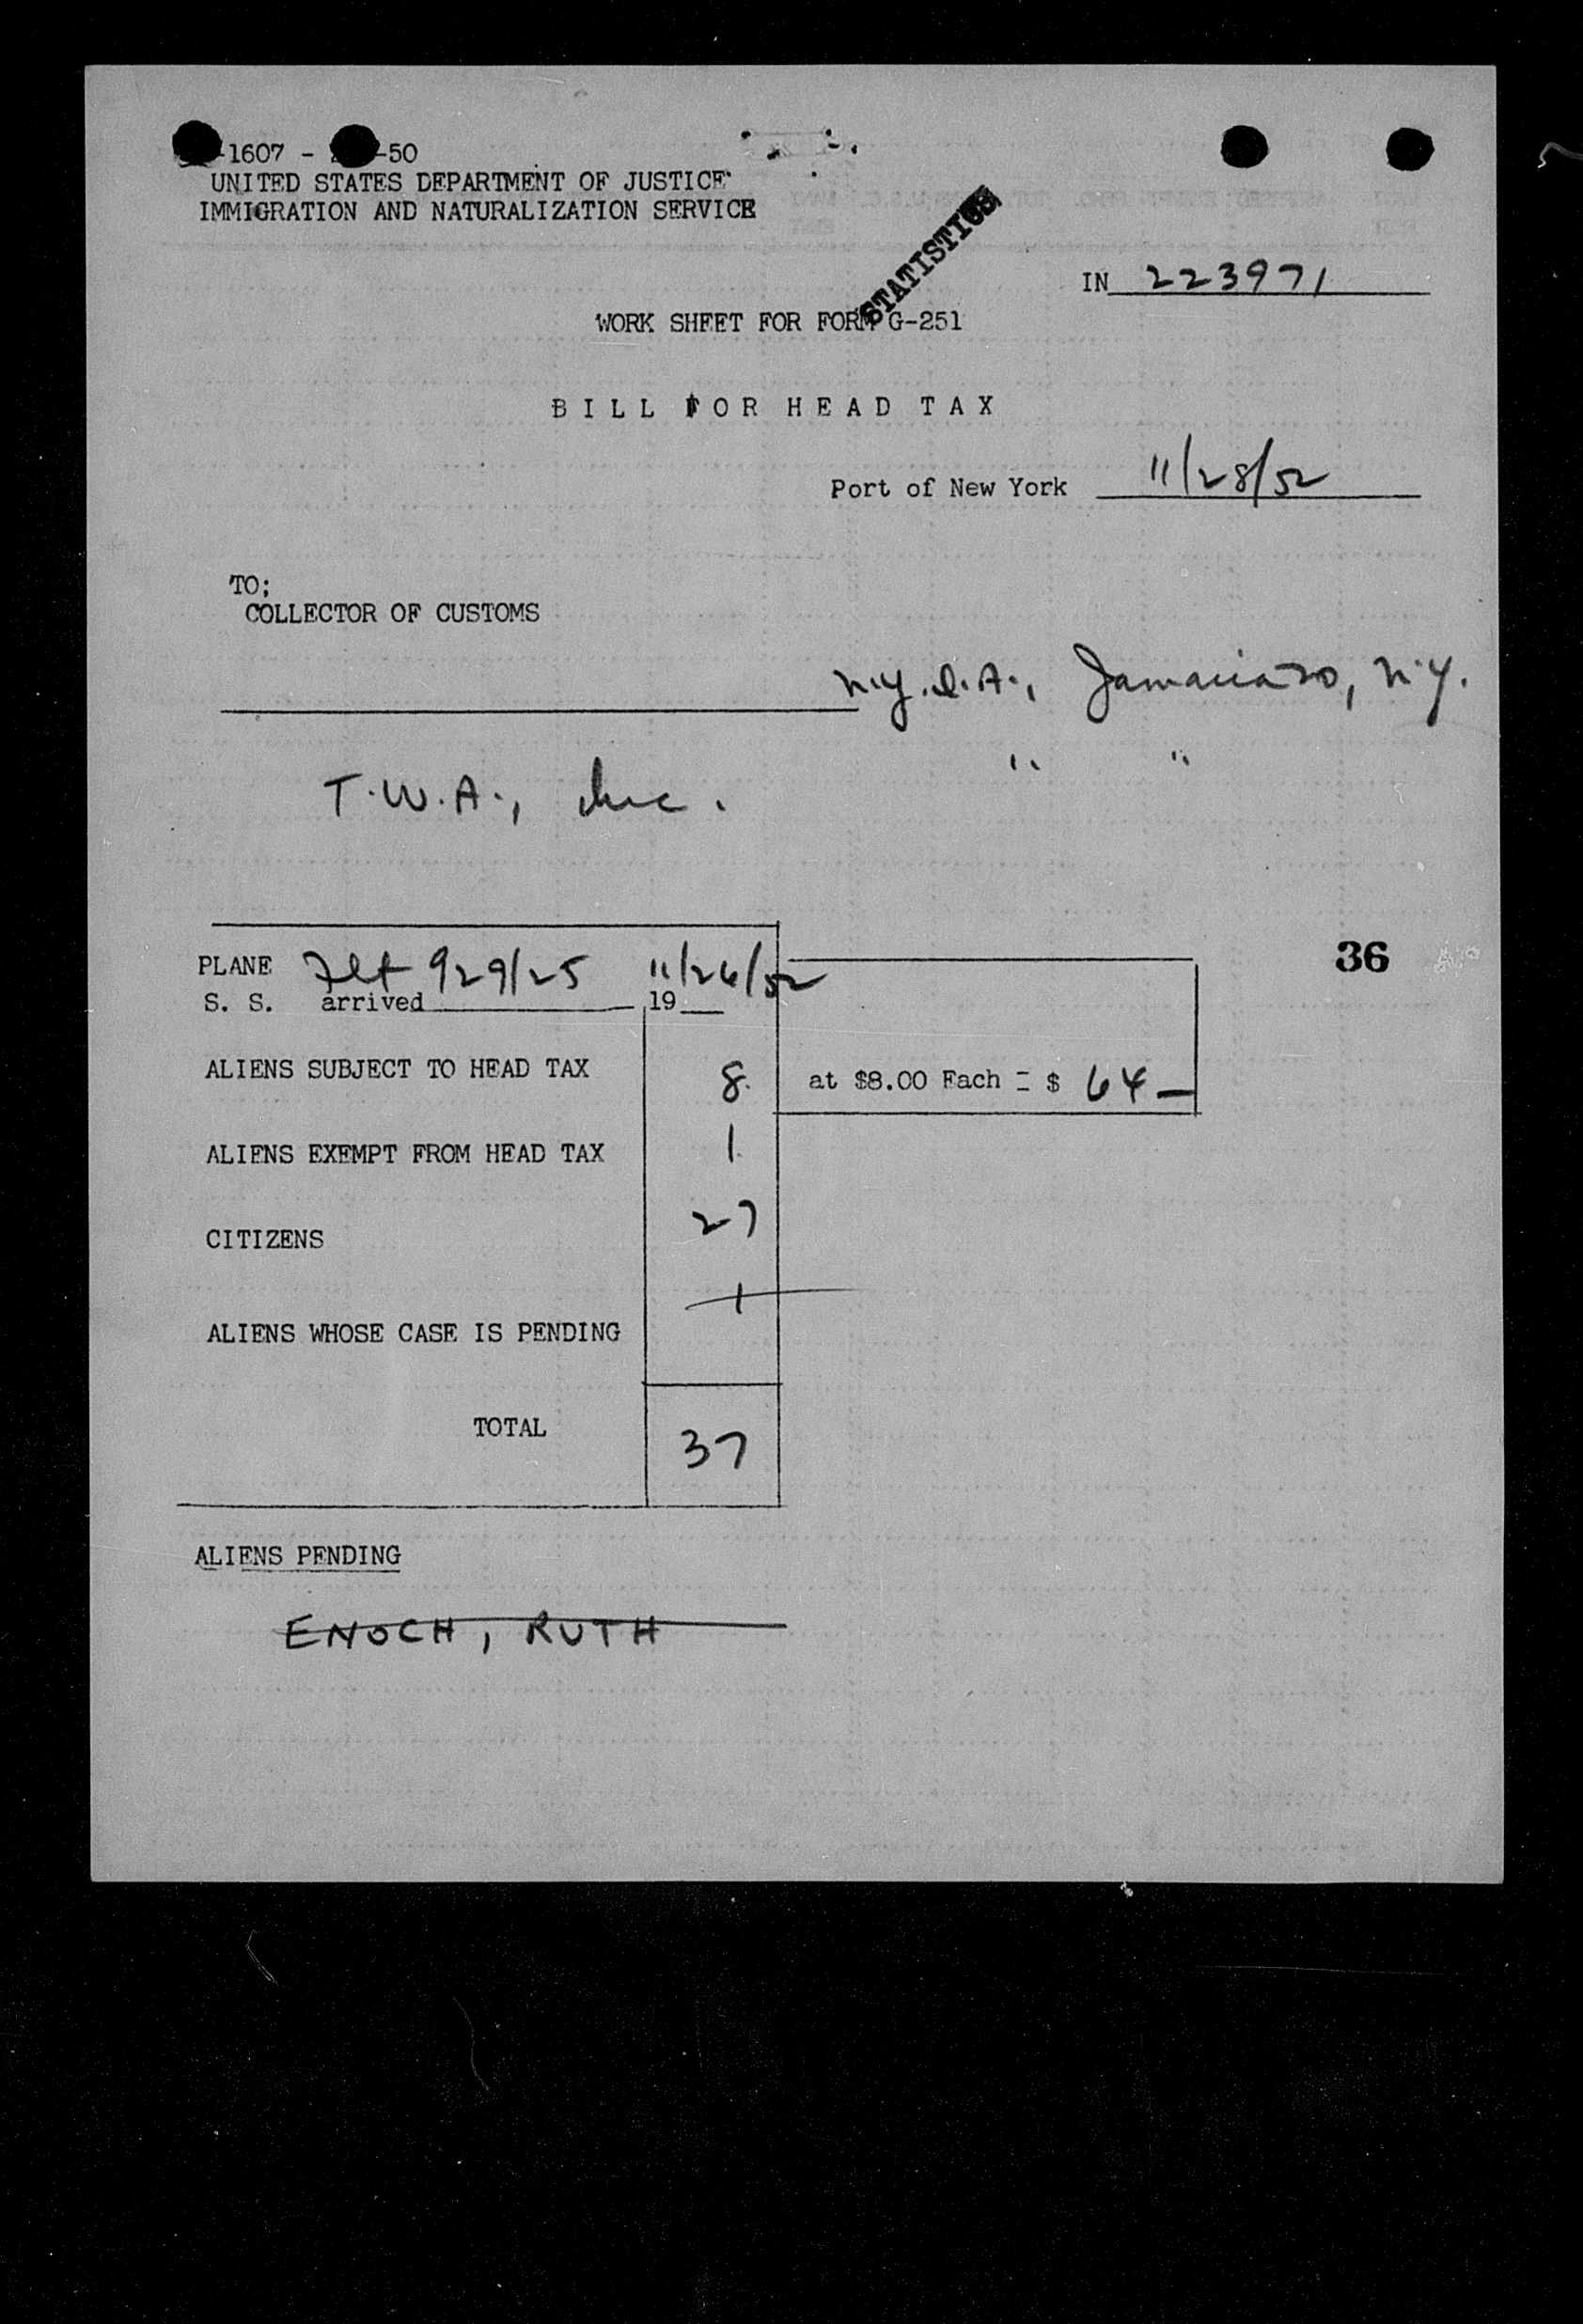 -1607 - -50
UNITED STATES DEPARTMENT OF JUSTICE
IMMIGRATION AND NATURALIZATION SERVICE
STATISTICS
IN 223971
WORK SHEET FOR FORM G-251
BILL FOR HEAD TAX
Port of New York 11/28/52
TO;
COLLECTOR OF CUSTOMS
N.Y.I.A., Jamaica 30, N.Y.
" "
T.W.A., Inc.
36
PLANE Flt 929/25 11/26/52
S. S. arrived 19
ALIENS SUBJECT TO HEAD TAX 8 at $8.00 Each = $ 64—
ALIENS EXEMPT FROM HEAD TAX 1
CITIZENS 27
1
ALIENS WHOSE CASE IS PENDING
TOTAL 37
ALIENS PENDING
ENOCH, RUTH